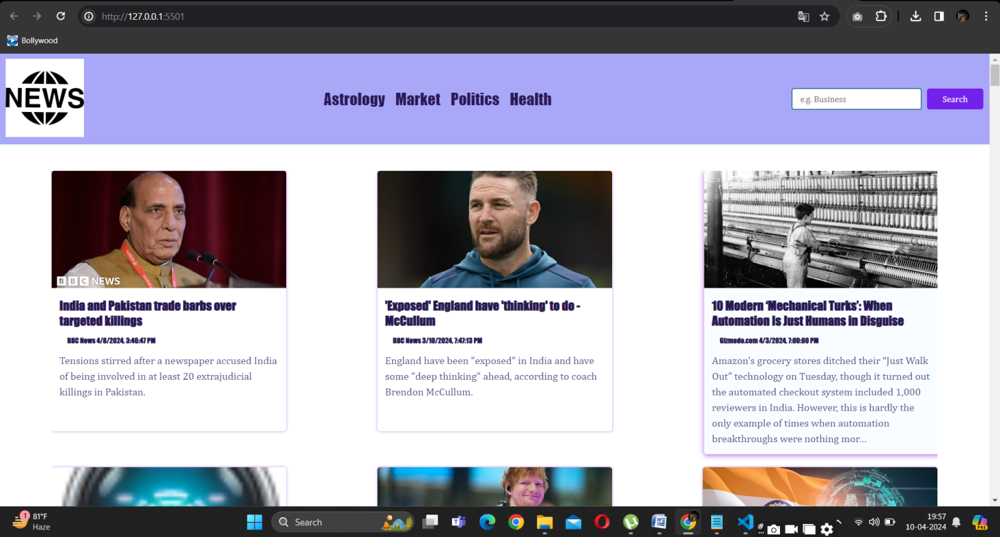 http://127.0.0.1:5501
Bollywood
NEWS
Astrology Market Politics Health
e.g. Business
Search
BBC NEWS
India and Pakistan trade barbs over
targeted killings
BBC News 4/8/2024, 3:46:47 PM
Tensions stirred after a newspaper accused India
of being involved in at least 20 extrajudicial
killings in Pakistan.
'Exposed' England have 'thinking' to do -
McCullum
BBC News 3/10/2024, 7:47:13 PM
England have been "exposed" in India and have
some "deep thinking" ahead, according to coach
Brendon McCullum.
10 Modern ‘Mechanical Turks’: When
Automation Is Just Humans in Disguise
Gizmodo.com 4/3/2024, 7:00:00 PM
Amazon’s grocery stores ditched their “Just Walk
Out” technology on Tuesday, though it turned out
the automated checkout system included 1,000
reviewers in India. However, this is hardly the
only example of times when automation
breakthroughs were nothing mor…
1
81°F
Haze
Search
19:57
10-04-2024
PRE